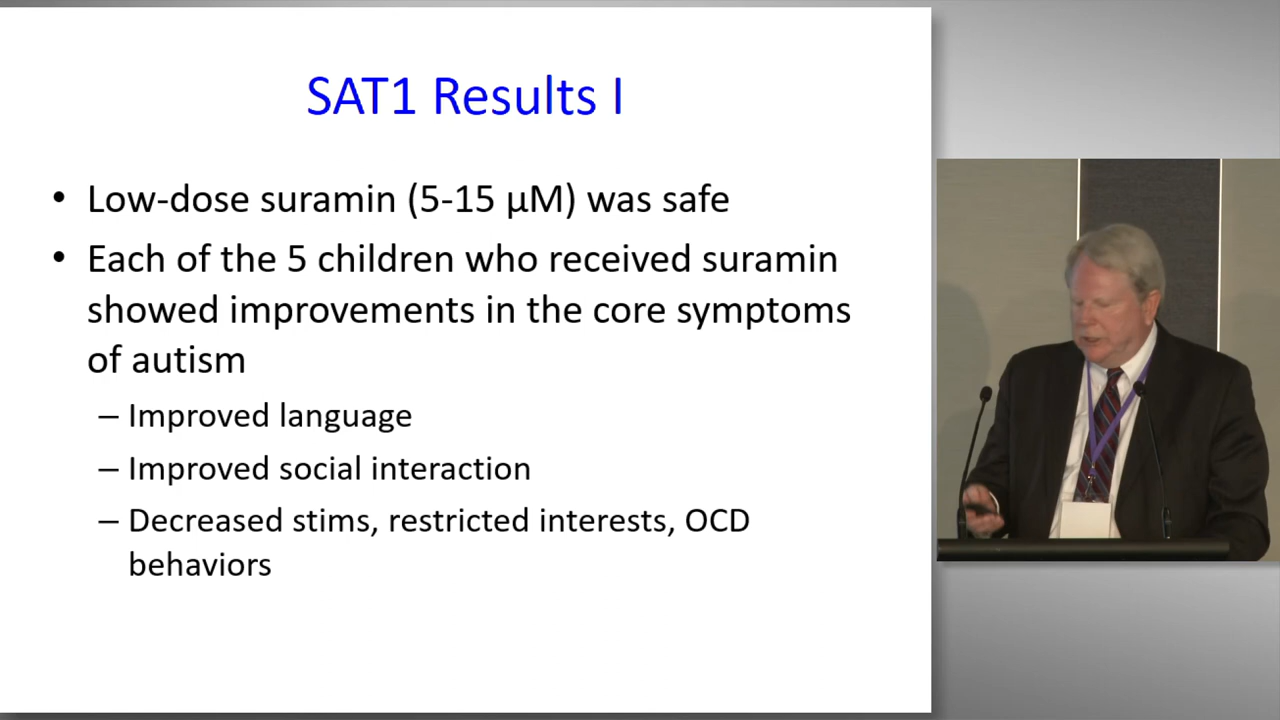 SAT1 Results I
• Low-dose suramin (5-15 µM) was safe
• Each of the 5 children who received suramin
showed improvements in the core symptoms
of autism
– Improved language
– Improved social interaction
– Decreased stims, restricted interests, OCD
behaviors